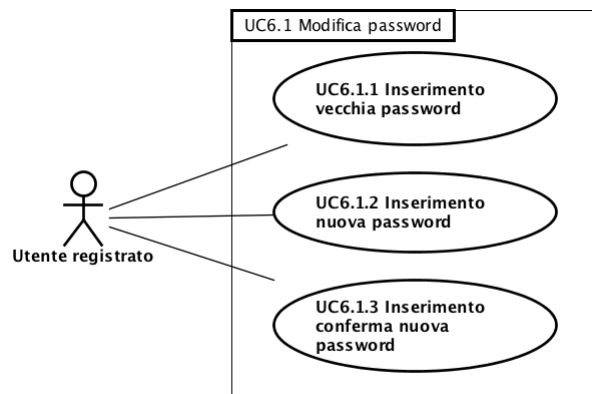 UC6.1 Modifica password
UC6.1.1 Inserimento
vecchia password
UC6.1.2 Inserimento
nuova password
Utente registrato
UC6.1.3 Inserimento
conferma nuova
password